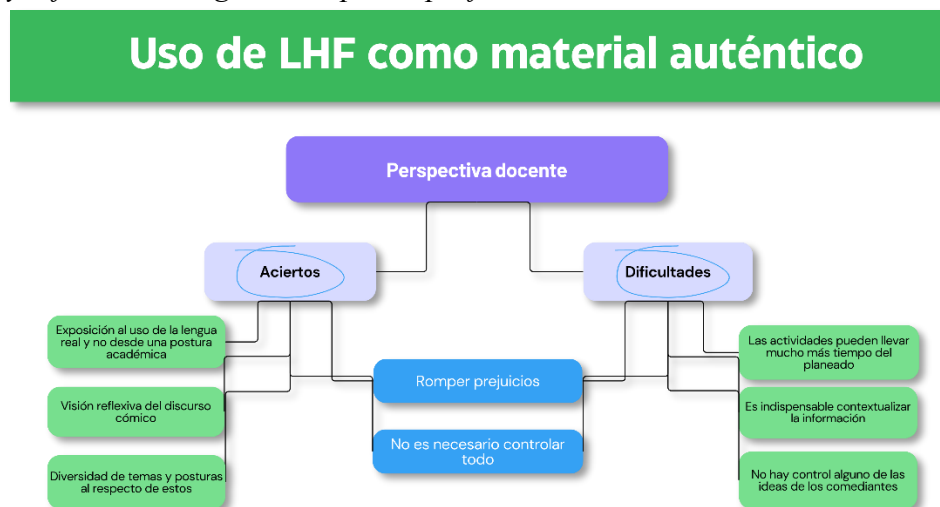 Uso de LHF como material auténtico
Perspectiva docente
Aciertos
Dificultades
Exposición al uso de la lengua
real y no desde una postura
académica
Visión reflexiva del discurso
cómico
Diversidad de temas y posturas
al respecto de estos
Romper prejuicios
No es necesario controlar
todo
Las actividades pueden llevar
mucho más tiempo del
planeado
Es indispensable contextualizar
la información
No hay control alguno de las
ideas de los comediantes